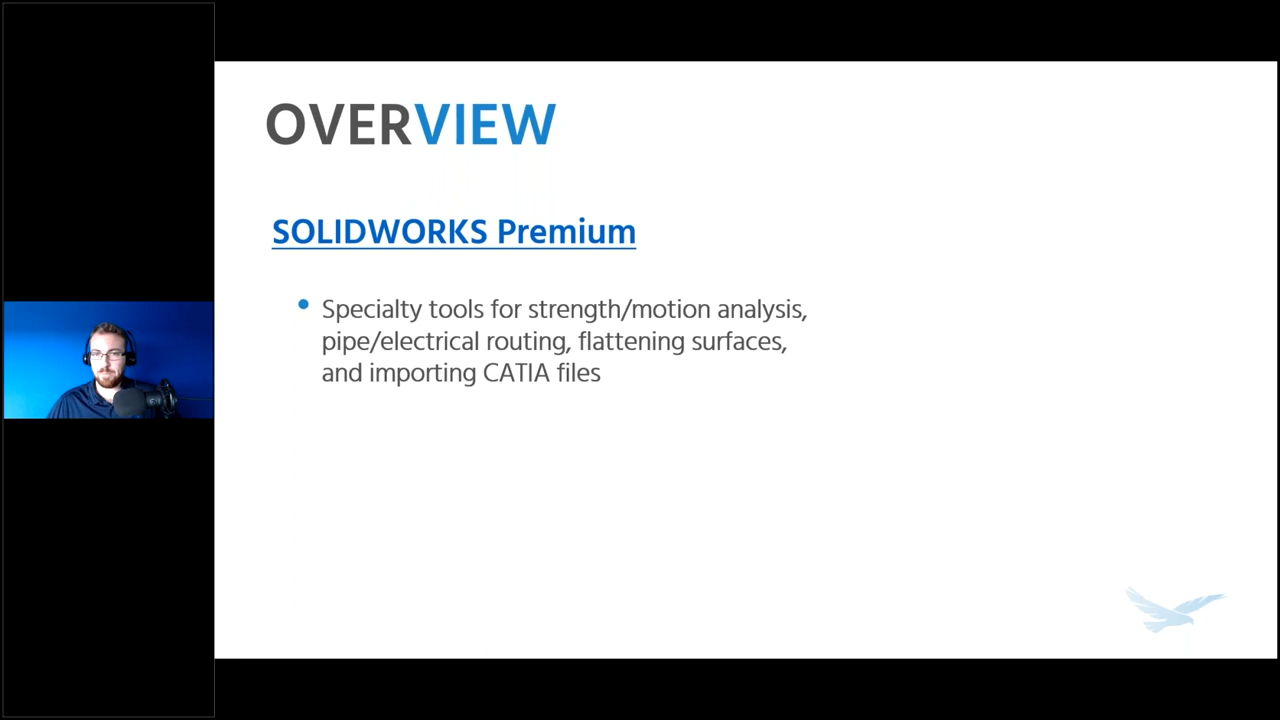 OVERVIEW
SOLIDWORKS Premium
Specialty tools for strength/motion analysis,
pipe/electrical routing, flattening surfaces,
and importing CATIA files